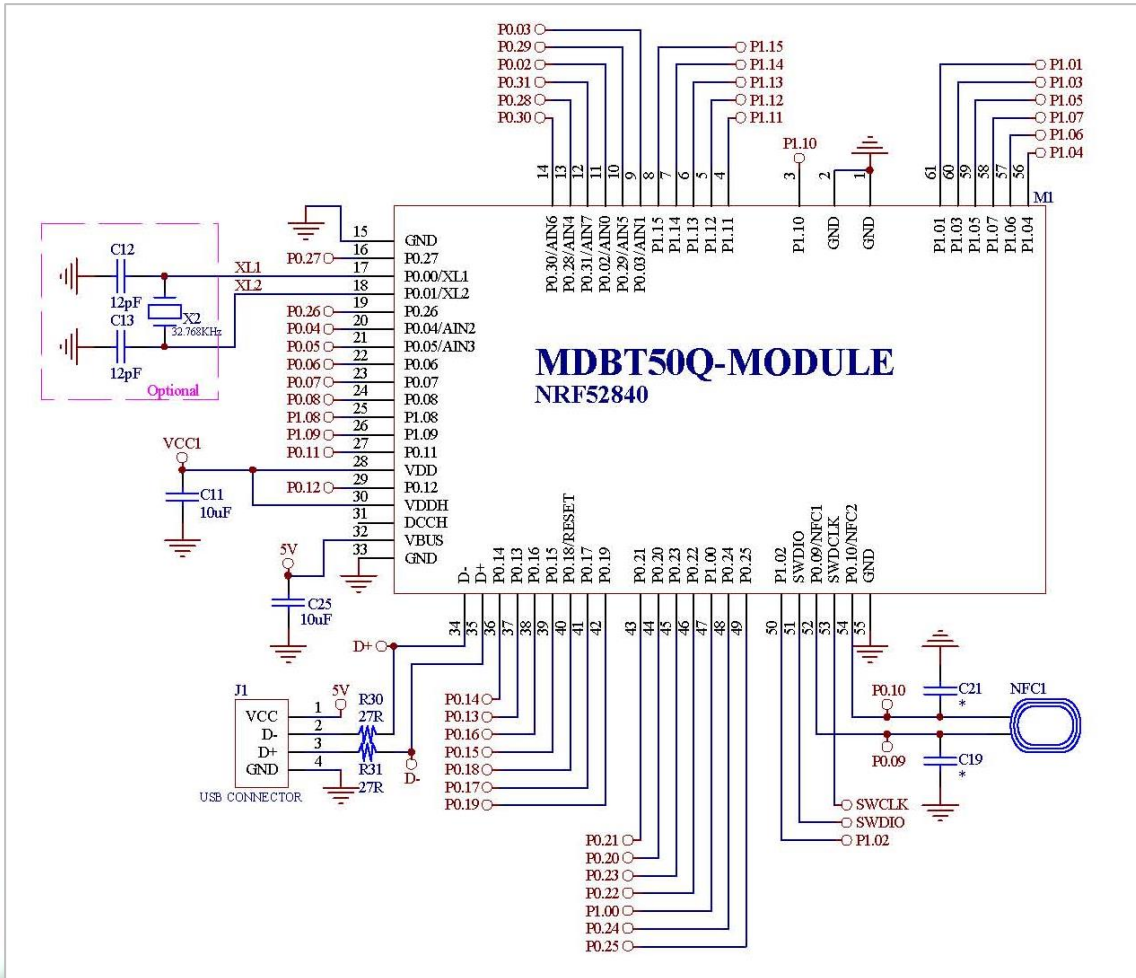 P0.03
P0.29
P0.02
P0.31
P0.28
P0.30
P1.15
P1.14
P1.13
P1.12
P1.11
P1.10
P1.01
P1.03
P1.05
P1.07
P1.06
P1.04
14 13 12 11 10 9 8 7 6 5 4 3 2 1 61 60 59 58 57 56
M1
P0.30/AIN6
P0.28/AIN4
P0.31/AIN7
P0.02/AIN0
P0.29/AIN5
P0.03/AIN1
P1.15
P1.14
P1.13
P1.12
P1.11
P1.10
GND
GND
P1.01
P1.03
P1.05
P1.07
P1.06
P1.04
C12
12pF
C13
12pF
X2
32.768KHz
Optional
XL1
XL2
15 GND
P0.27 16 P0.27
17 P0.00/XL1
18 P0.01/XL2
P0.26 19 P0.26
P0.04 20 P0.04/AIN2
P0.05 21 P0.05/AIN3
P0.06 22 P0.06
P0.07 23 P0.07
P0.08 24 P0.08
P1.08 25 P1.08
P1.09 26 P1.09
P0.11 27 P0.11
28 VDD
P0.12 29 P0.12
30 VDDH
31 DCCH
32 VBUS
33 GND
MDBT50Q-MODULE
NRF52840
VCC1
C11
10uF
5V
C25
10uF
D-
D+
P0.14
P0.13
P0.16
P0.15
P0.18/RESET
P0.17
P0.19
P0.21
P0.20
P0.23
P0.22
P1.00
P0.24
P0.25
P1.02
SWDIO
P0.09/NFC1
SWDCLK
P0.10/NFC2
GND
34 35 36 37 38 39 40 41 42 43 44 45 46 47 48 49 50 51 52 53 54 55
D+
J1
VCC 1
D- 2
D+ 3
GND 4
USB CONNECTOR
5V
R30
27R
R31
27R
D-
P0.14
P0.13
P0.16
P0.15
P0.18
P0.17
P0.19
P0.21
P0.20
P0.23
P0.22
P1.00
P0.24
P0.25
P0.10
P0.09
C21
*
C19
*
NFC1
SWCLK
SWDIO
P1.02